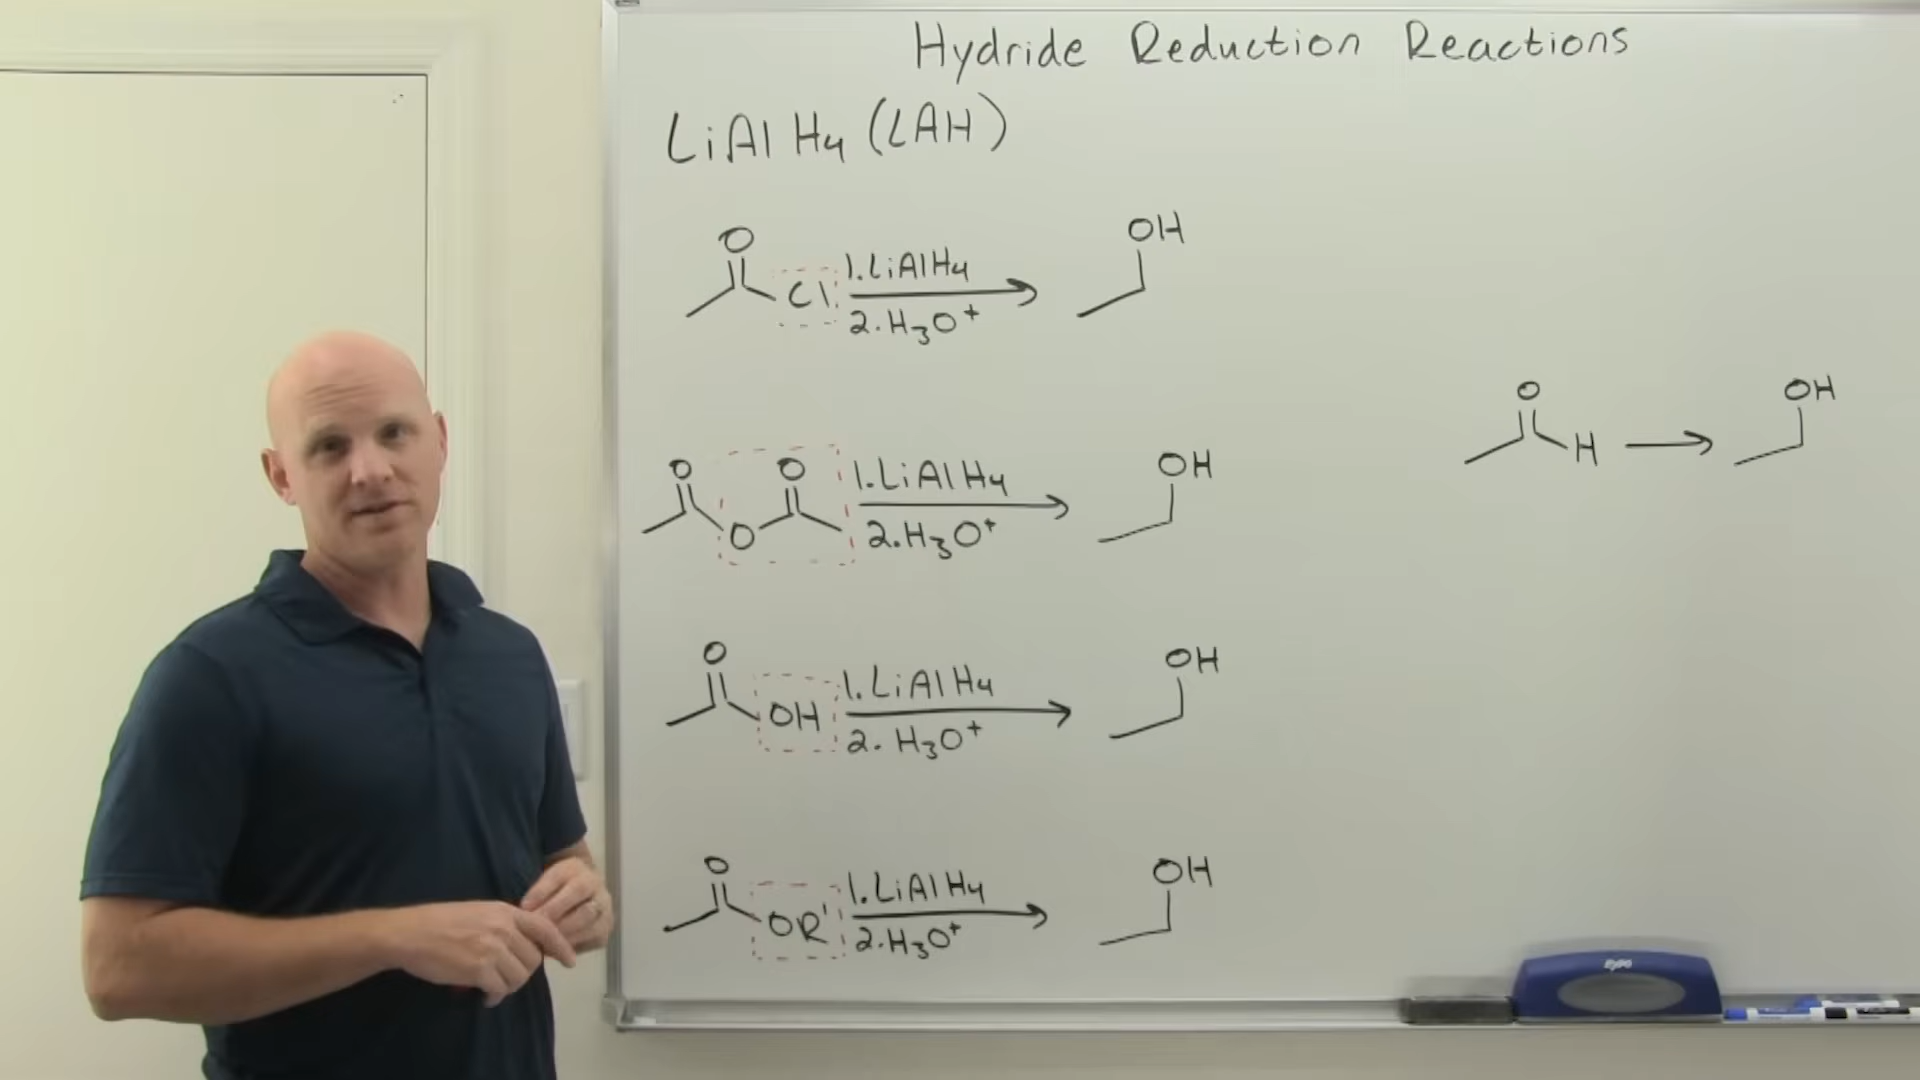 Hydride Reduction Reactions
LiAlH4 (LAH)
O
Cl
1. LiAlH4
2. H3O+
OH
O
H
OH
O
O
O
1. LiAlH4
2. H3O+
OH
O
OH
1. LiAlH4
2. H3O+
OH
O
OR'
1. LiAlH4
2. H3O+
OH
EXPO